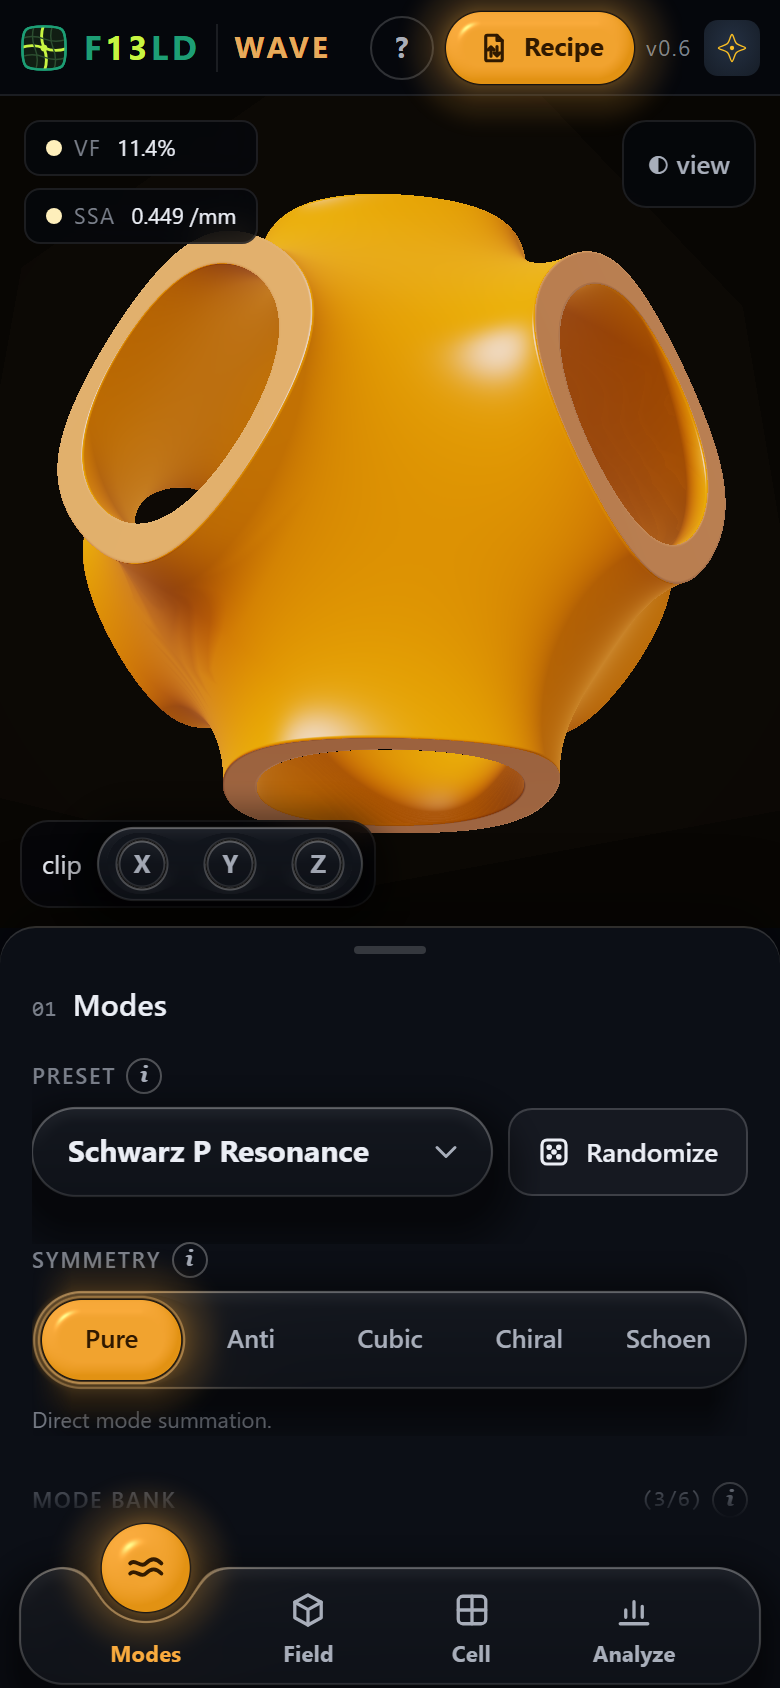 F13LD WAVE ? Recipe v0.6
VF 11.4%
SSA 0.449 /mm
view
clip X Y Z
01 Modes
PRESET i
Schwarz P Resonance Randomize
SYMMETRY i
Pure Anti Cubic Chiral Schoen
Direct mode summation.
MODE BANK (3/6) i
Modes Field Cell Analyze